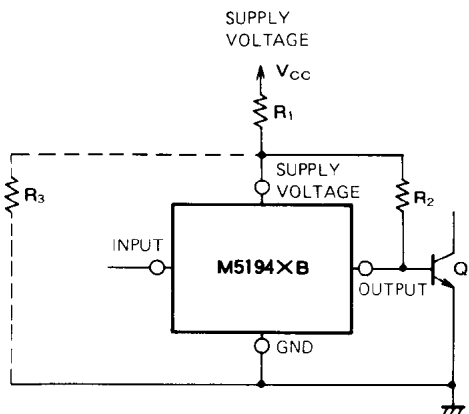 SUPPLY
VOLTAGE
VCC
R1
SUPPLY
VOLTAGE
R3
R2
INPUT
M5194XB
OUTPUT
Q
GND